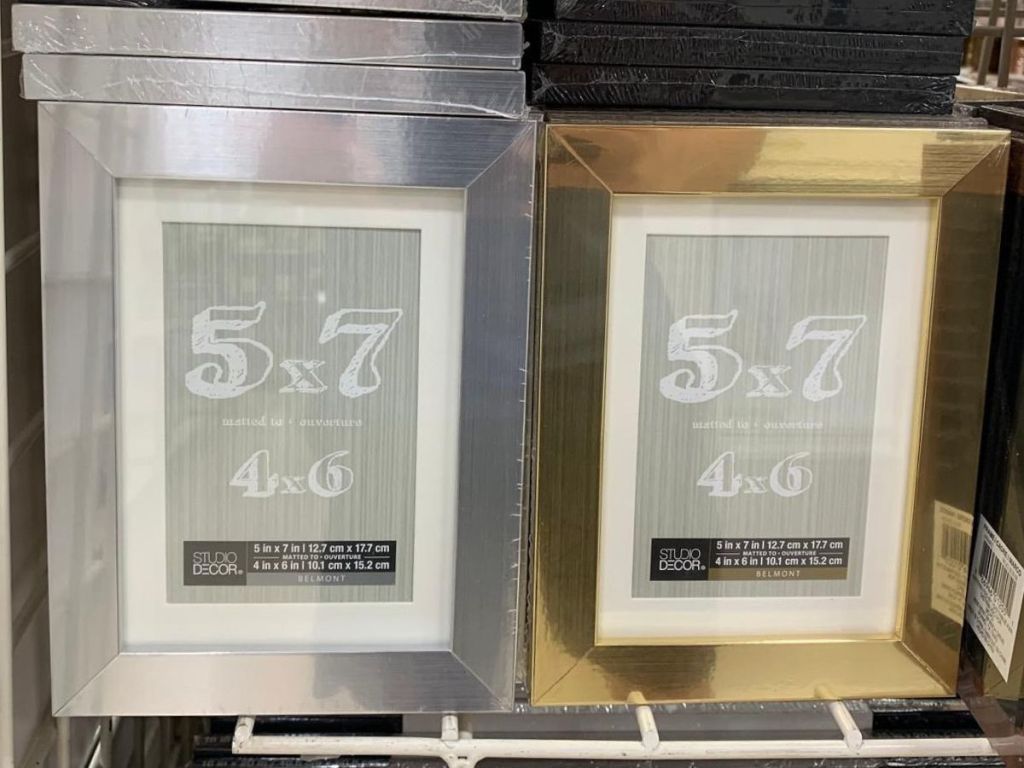 5x7
matted to • ouverture
4x6
STUDIO
DECOR®
5 in x 7 in | 12.7 cm x 17.7 cm
MATTED TO • OUVERTURE
4 in x 6 in | 10.1 cm x 15.2 cm
BELMONT
5x7
matted to • ouverture
4x6
STUDIO
DECOR®
5 in x 7 in | 12.7 cm x 17.7 cm
MATTED TO • OUVERTURE
4 in x 6 in | 10.1 cm x 15.2 cm
BELMONT